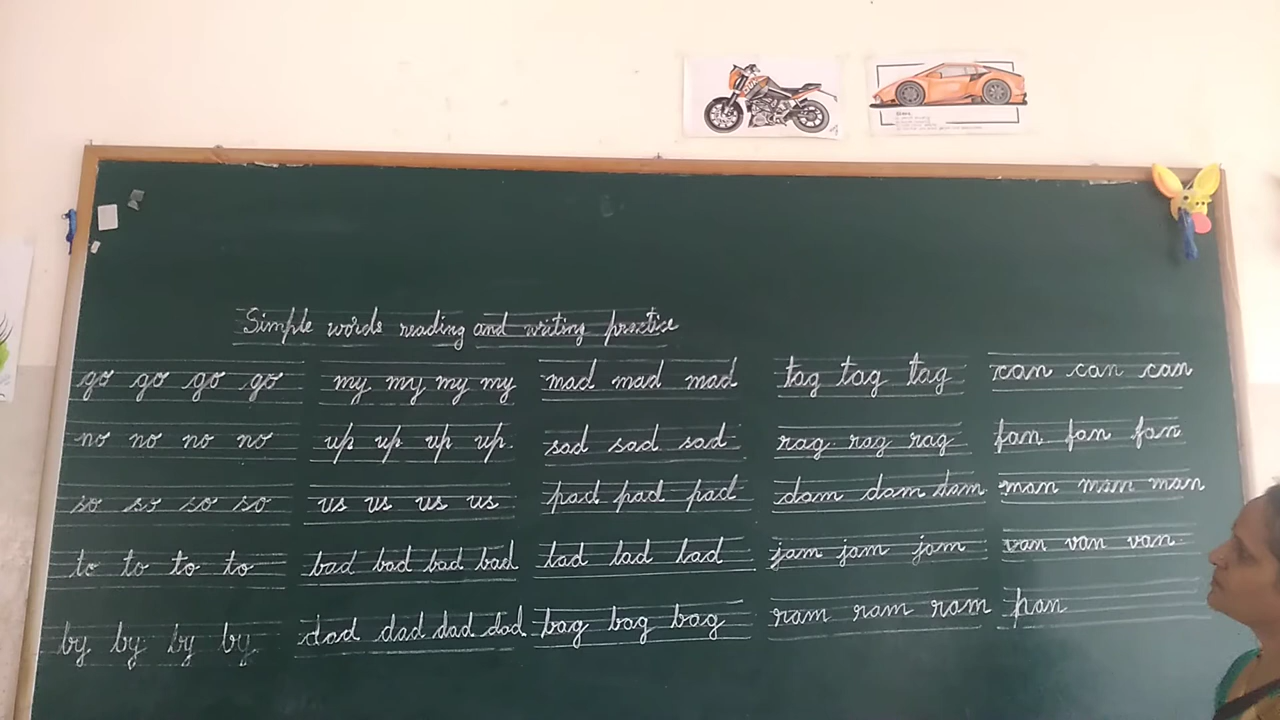 Simple words reading and writing practice
go go go go my my my my mad mad mad tag tag tag can can can
no no no no up up up up. sad sad sad rag rag rag fan fan fan
so so so so us us us us pad pad pad dam dam dam man man man
to to to to bad bad bad bad lad lad jam jam jam van van van.
by by by by dad dad dad dad bag bag bag ram ram ram pan